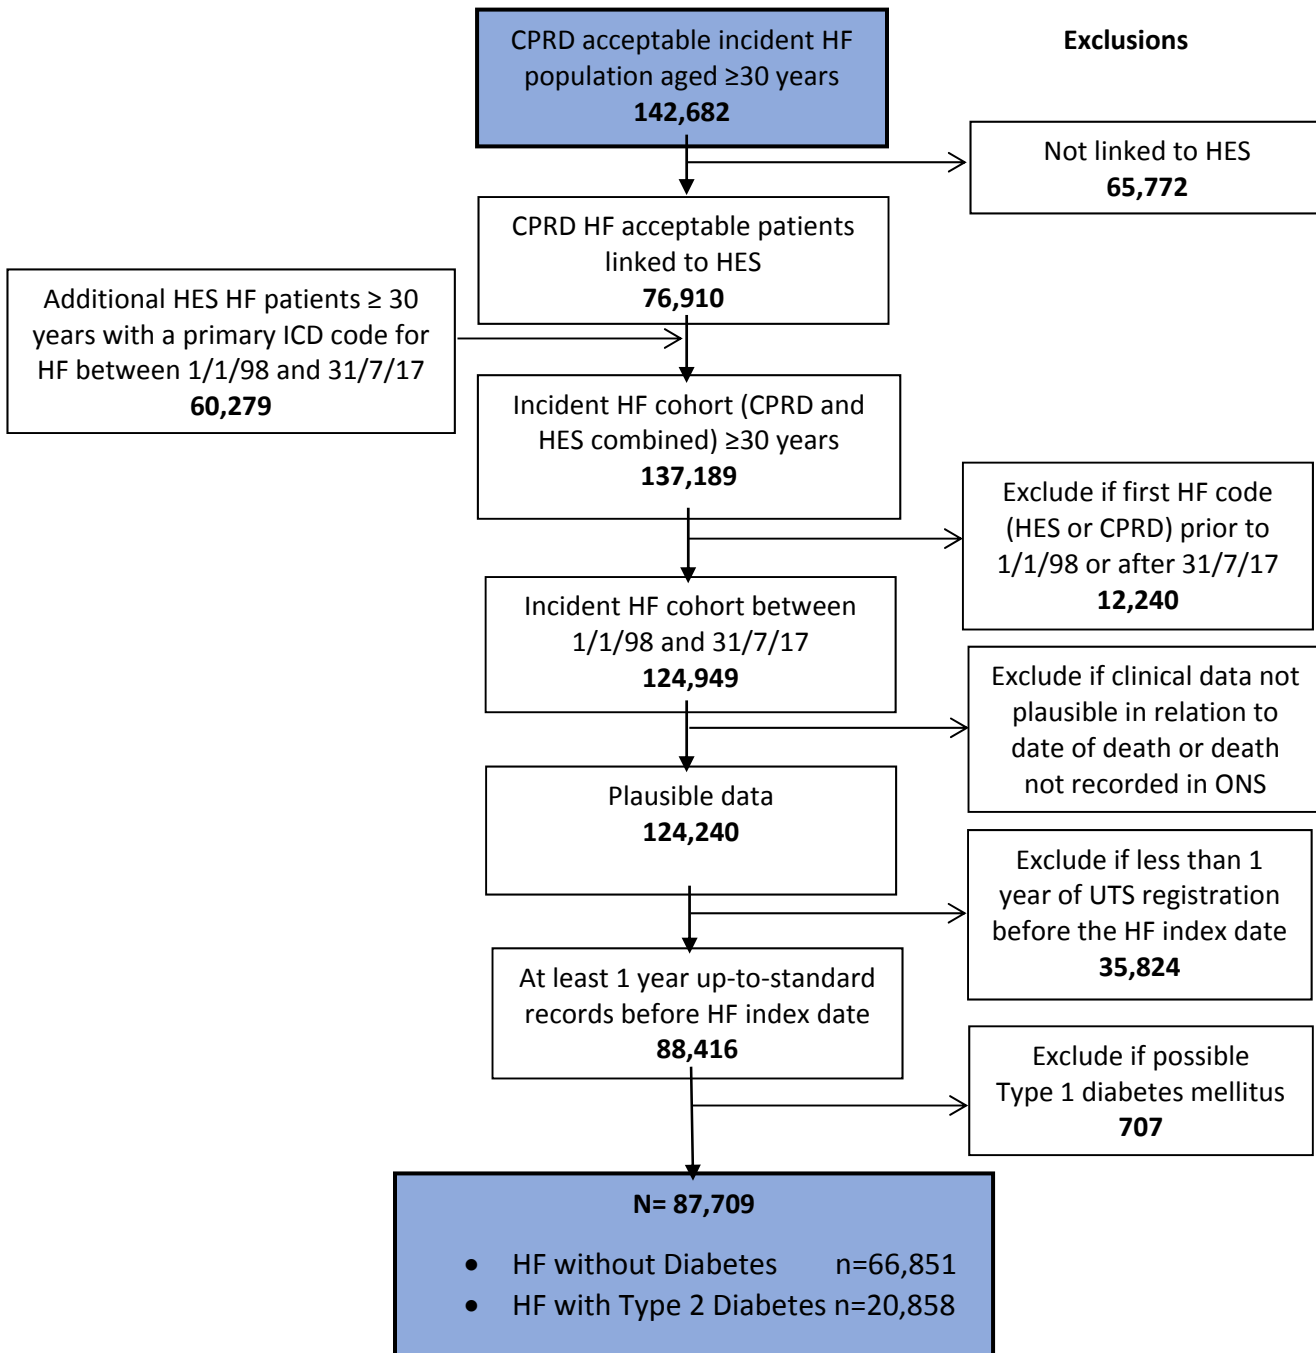 CPRD acceptable incident HF
population aged ≥30 years
142,682
Exclusions
Not linked to HES
65,772
CPRD HF acceptable patients
linked to HES
76,910
Additional HES HF patients ≥ 30
years with a primary ICD code for
HF between 1/1/98 and 31/7/17
60,279
Incident HF cohort (CPRD and
HES combined) ≥30 years
137,189
Exclude if first HF code
(HES or CPRD) prior to
1/1/98 or after 31/7/17
12,240
Incident HF cohort between
1/1/98 and 31/7/17
124,949
Exclude if clinical data not
plausible in relation to
date of death or death
not recorded in ONS
Plausible data
124,240
Exclude if less than 1
year of UTS registration
before the HF index date
35,824
At least 1 year up-to-standard
records before HF index date
88,416
Exclude if possible
Type 1 diabetes mellitus
707
N= 87,709
• HF without Diabetes n=66,851
• HF with Type 2 Diabetes n=20,858